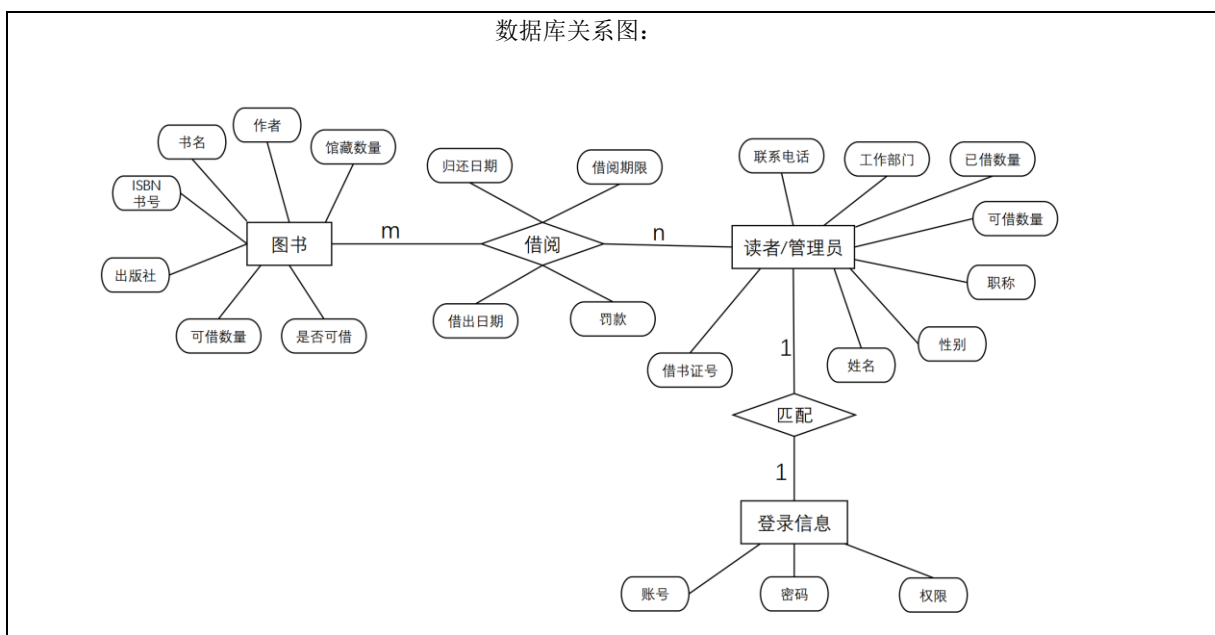 数据库关系图：
作者
书名
馆藏数量
ISBN
书号
图书
出版社
可借数量
是否可借
m
归还日期
借阅期限
借阅
借出日期
罚款
n
联系电话
工作部门
已借数量
可借数量
读者/管理员
职称
性别
姓名
借书证号
1
匹配
1
登录信息
账号
密码
权限